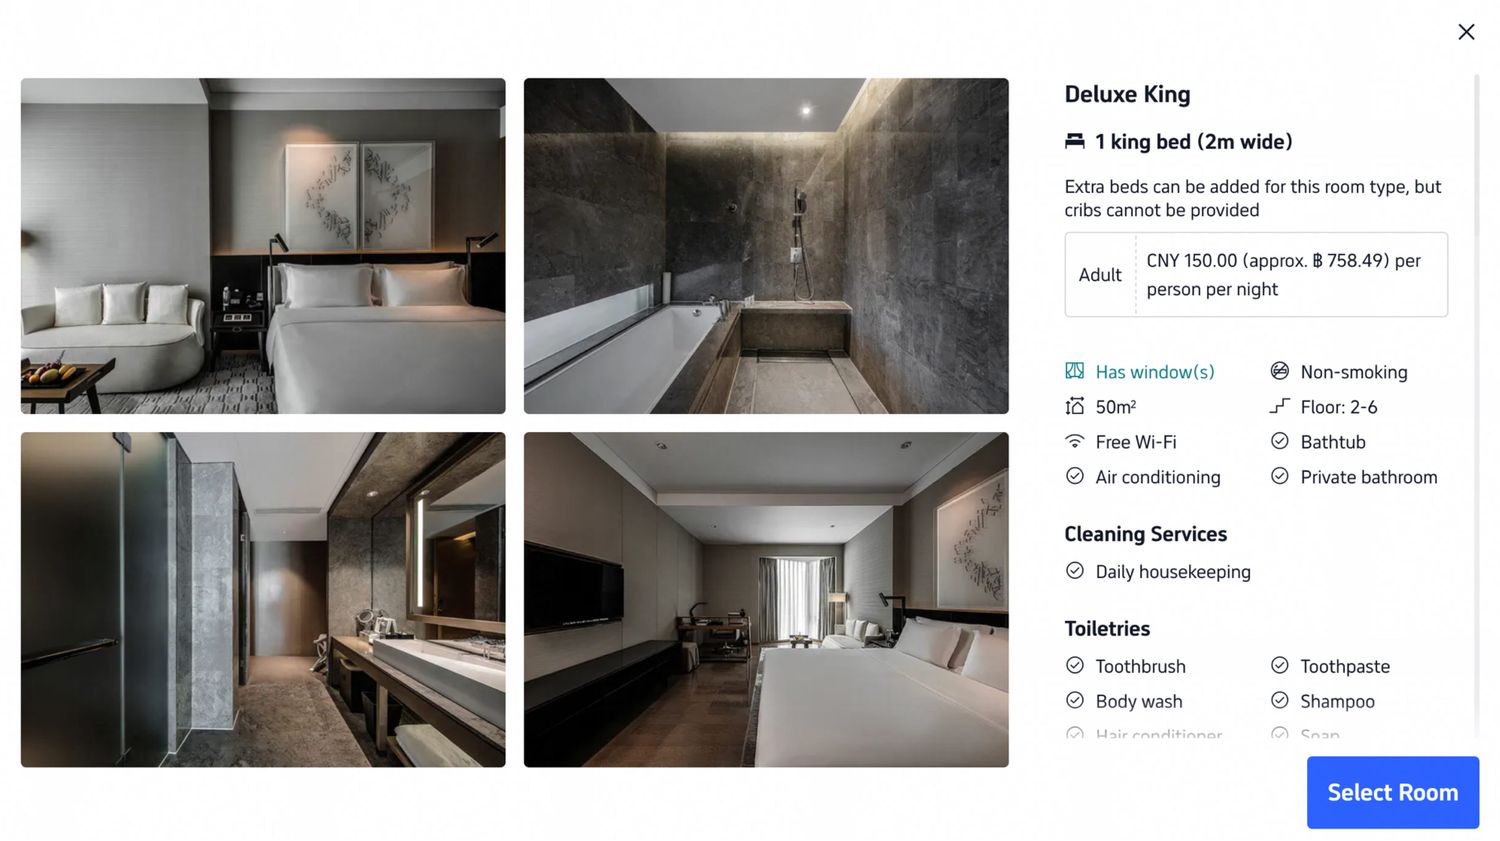 Deluxe King
1 king bed (2m wide)
Extra beds can be added for this room type, but
cribs cannot be provided
Adult
CNY 150.00 (approx. ฿ 758.49) per
person per night
Has window(s)
Non-smoking
50m²
Floor: 2-6
Free Wi-Fi
Bathtub
Air conditioning
Private bathroom
Cleaning Services
Daily housekeeping
Toiletries
Toothbrush
Toothpaste
Body wash
Shampoo
Hair conditioner
Soap
Select Room